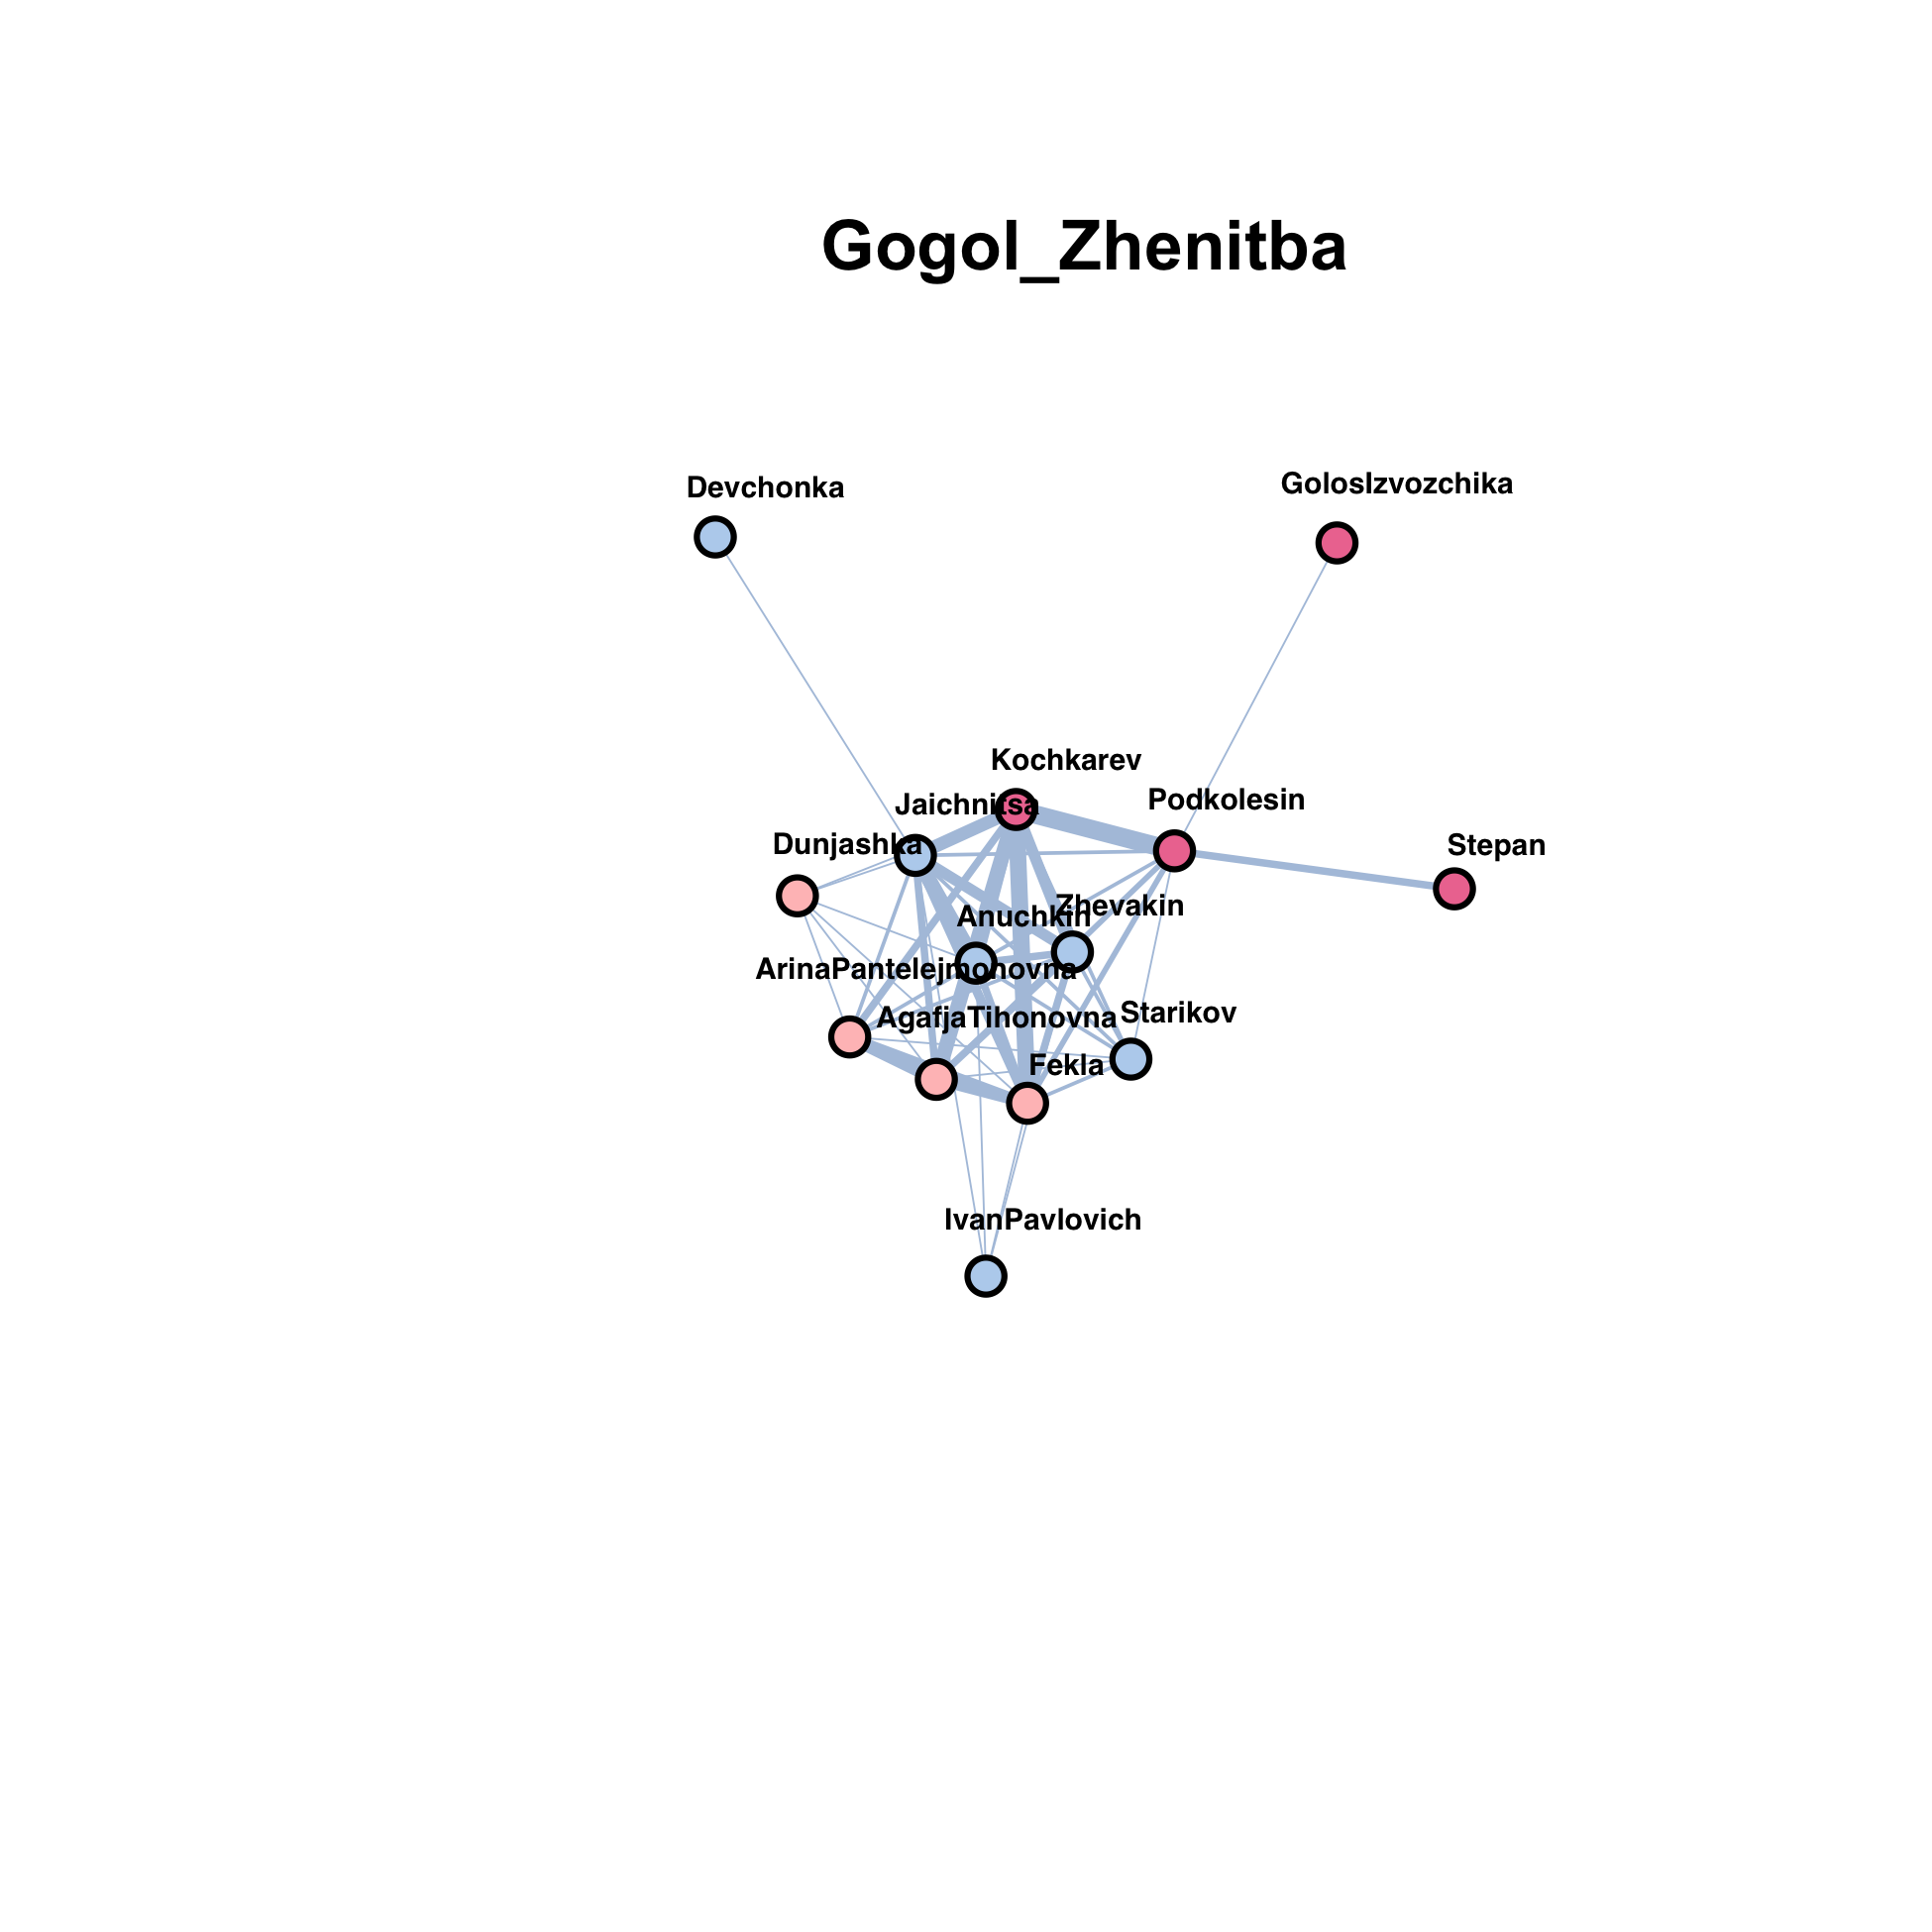 Gogol_Zhenitba
Devchonka
GolosIzvozchika
Kochkarev
Podkolesin
Jaichnitsa
Dunjashka
Stepan
Zhevakin
Anuchkin
ArinaPantelejmonovna
AgafjaTihonovna
Starikov
Fekla
IvanPavlovich